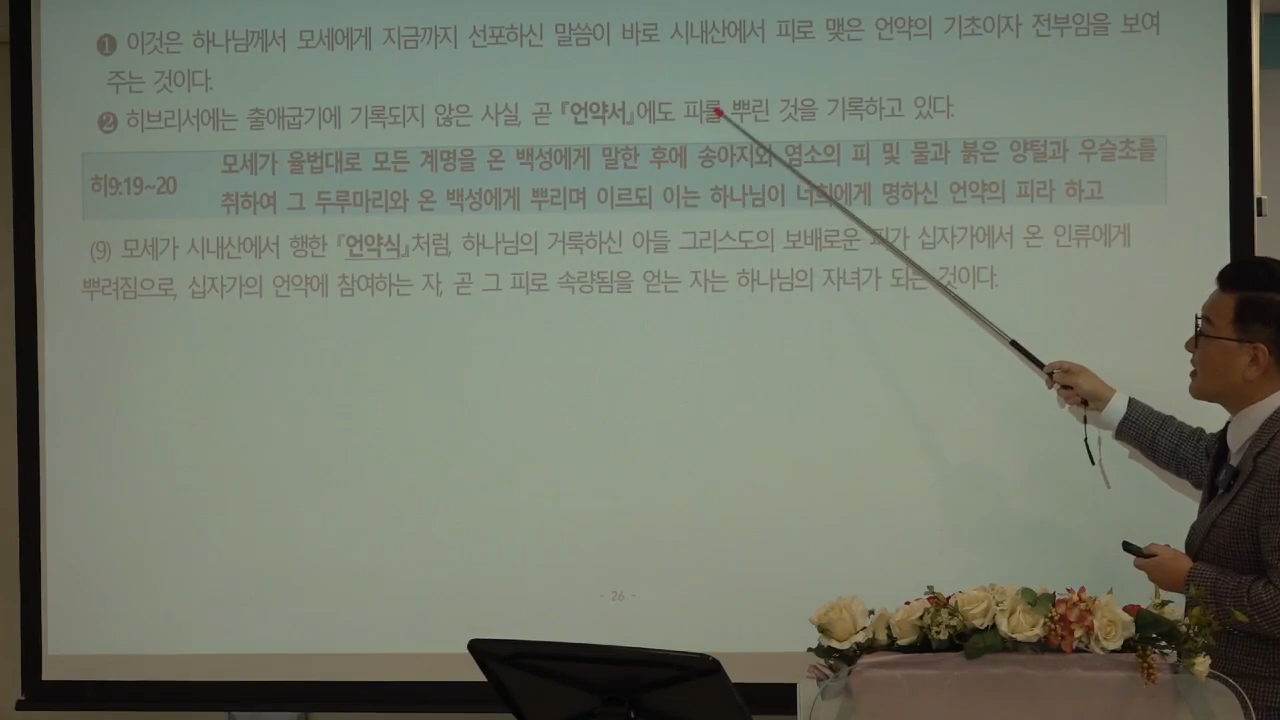 ❶ 이것은 하나님께서 모세에게 지금까지 선포하신 말씀이 바로 시내산에서 피로 맺은 언약의 기초이자 전부임을 보여
주는 것이다.
❷ 히브리서에는 출애굽기에 기록되지 않은 사실, 곧 『언약서』에도 피를 뿌린 것을 기록하고 있다.
히9:19~20
모세가 율법대로 모든 계명을 온 백성에게 말한 후에 송아지와 염소의 피 및 물과 붉은 양털과 우슬초를
취하여 그 두루마리와 온 백성에게 뿌리며 이르되 이는 하나님이 너희에게 명하신 언약의 피라 하고
(9) 모세가 시내산에서 행한 『언약식』처럼, 하나님의 거룩하신 아들 그리스도의 보배로운 피가 십자가에서 온 인류에게
뿌려짐으로, 십자가의 언약에 참여하는 자, 곧 그 피로 속량됨을 얻는 자는 하나님의 자녀가 되는 것이다.
- 26 -